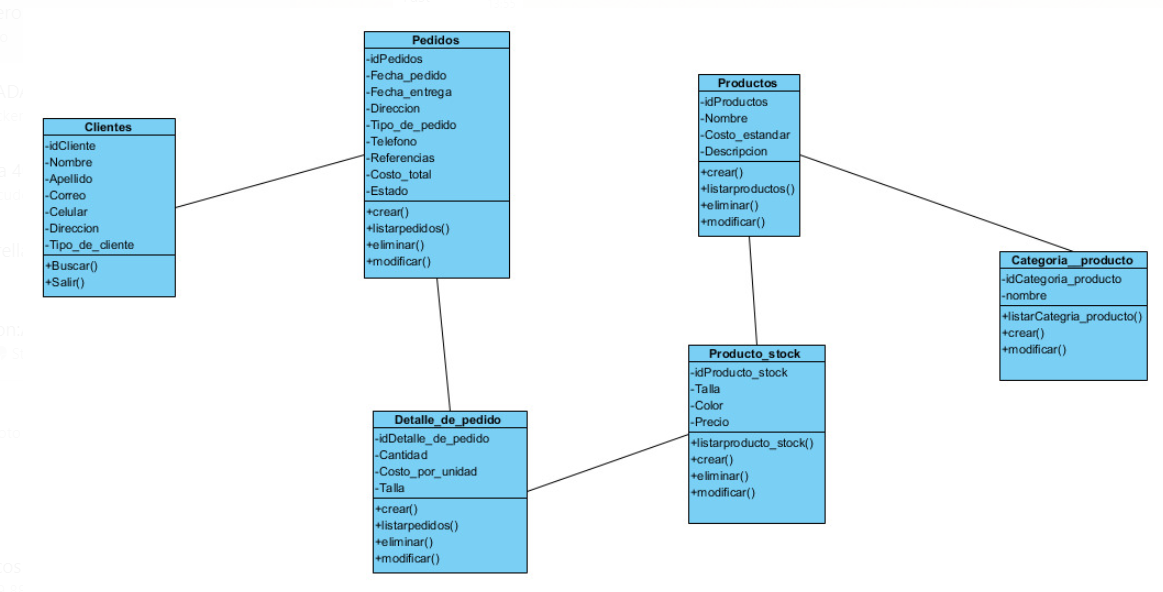 Clientes
-idCliente
-Nombre
-Apellido
-Correo
-Celular
-Direccion
-Tipo_de_cliente
+Buscar()
+Salir()
Pedidos
-idPedidos
-Fecha_pedido
-Fecha_entrega
-Direccion
-Tipo_de_pedido
-Telefono
-Referencias
-Costo_total
-Estado
+crear()
+listarpedidos()
+eliminar()
+modificar()
Detalle_de_pedido
-idDetalle_de_pedido
-Cantidad
-Costo_por_unidad
-Talla
+crear()
+listarpedidos()
+eliminar()
+modificar()
Productos
-idProductos
-Nombre
-Costo_estandar
-Descripcion
+crear()
+listarproductos()
+eliminar()
+modificar()
Producto_stock
-idProducto_stock
-Talla
-Color
-Precio
+listarproducto_stock()
+crear()
+eliminar()
+modificar()
Categoria__producto
-idCategoria_producto
-nombre
+listarCategria_producto()
+crear()
+modificar()